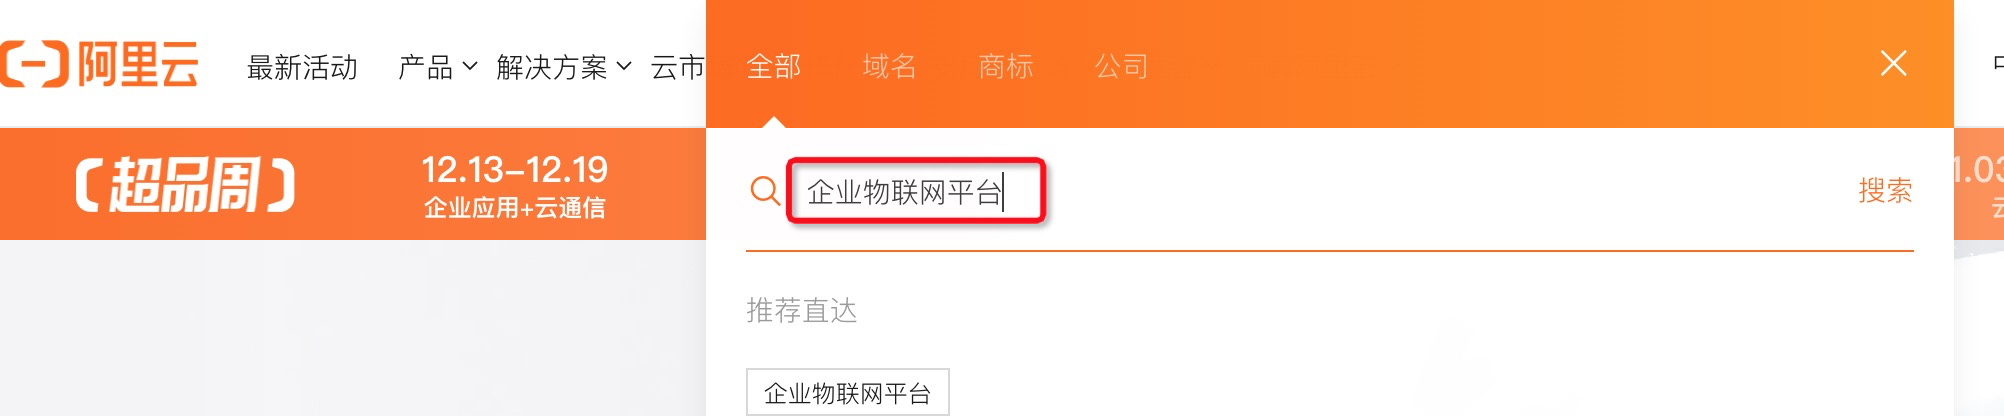 阿里云
最新活动 产品 解决方案 云市
全部 域名 商标 公司
超品周
12.13–12.19
企业应用+云通信
企业物联网平台
搜索
1.03
推荐直达
企业物联网平台